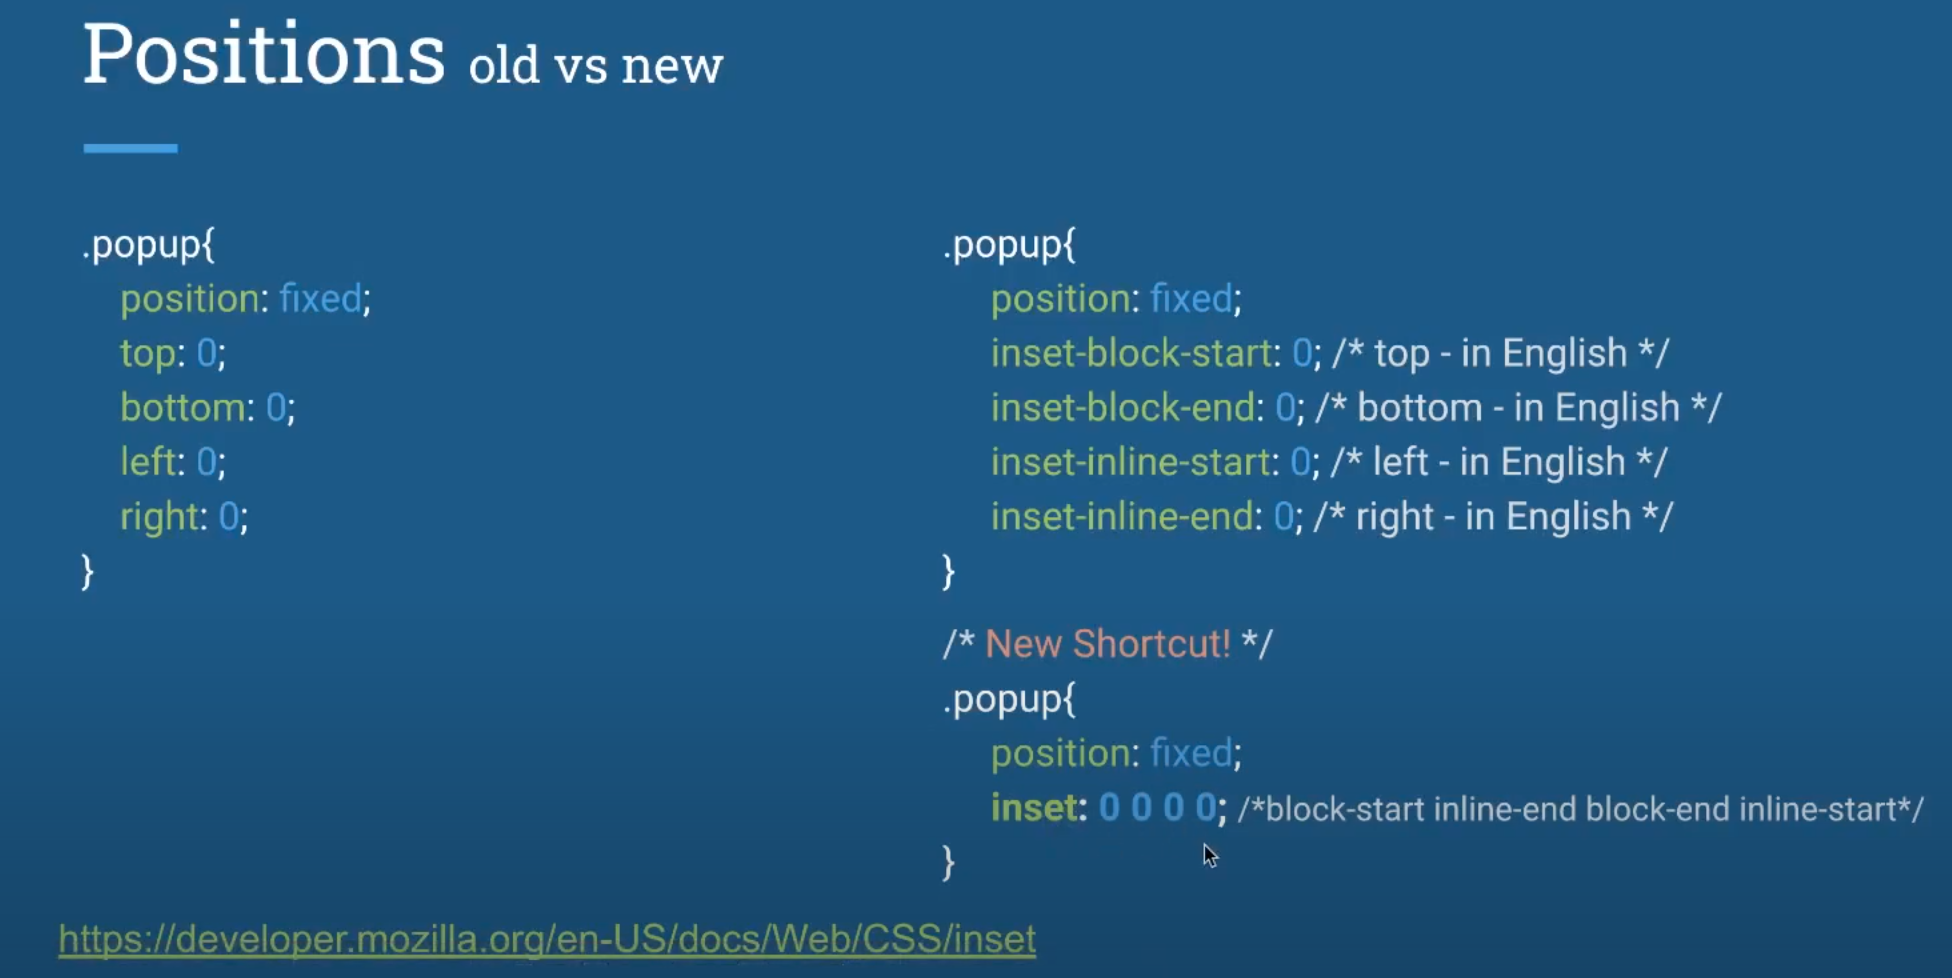 Positions old vs new
.popup{
position: fixed;
top: 0;
bottom: 0;
left: 0;
right: 0;
}
.popup{
position: fixed;
inset-block-start: 0; /* top - in English */
inset-block-end: 0; /* bottom - in English */
inset-inline-start: 0; /* left - in English */
inset-inline-end: 0; /* right - in English */
}
/* New Shortcut! */
.popup{
position: fixed;
inset: 0 0 0 0; /*block-start inline-end block-end inline-start*/
}
https://developer.mozilla.org/en-US/docs/Web/CSS/inset